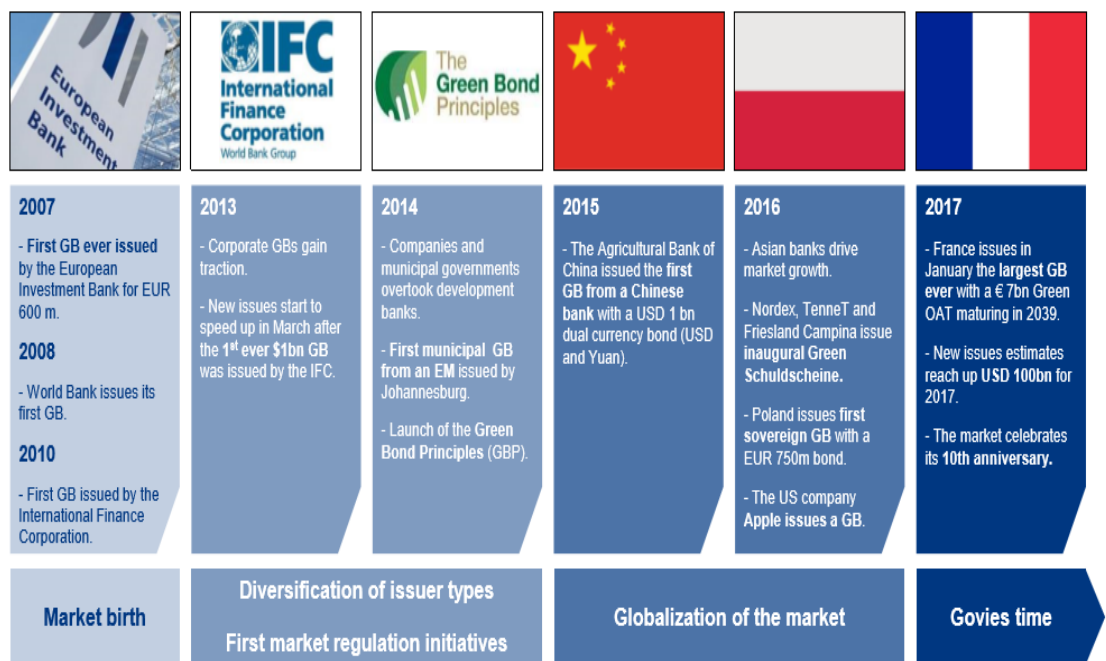 European
Investment
Bank
IFC
International
Finance
Corporation
World Bank Group
The
Green Bond
Principles
2007
- First GB ever issued
by the European
Investment Bank for EUR
600 m.
2008
- World Bank issues its
first GB.
2010
- First GB issued by the
International Finance
Corporation.
2013
- Corporate GBs gain
traction.
- New issues start to
speed up in March after
the 1st ever $1bn GB
was issued by the IFC.
2014
- Companies and
municipal governments
overtook development
banks.
- First municipal GB
from an EM issued by
Johannesburg.
- Launch of the Green
Bond Principles (GBP).
2015
- The Agricultural Bank of
China issued the first
GB from a Chinese
bank with a USD 1 bn
dual currency bond (USD
and Yuan).
2016
- Asian banks drive
market growth.
- Nordex, TenneT and
Friesland Campina issue
inaugural Green
Schuldscheine.
- Poland issues first
sovereign GB with a
EUR 750m bond.
- The US company
Apple issues a GB.
2017
- France issues in
January the largest GB
ever with a € 7bn Green
OAT maturing in 2039.
- New issues estimates
reach up USD 100bn for
2017.
- The market celebrates
its 10th anniversary.
Market birth
Diversification of issuer types
First market regulation initiatives
Globalization of the market
Govies time